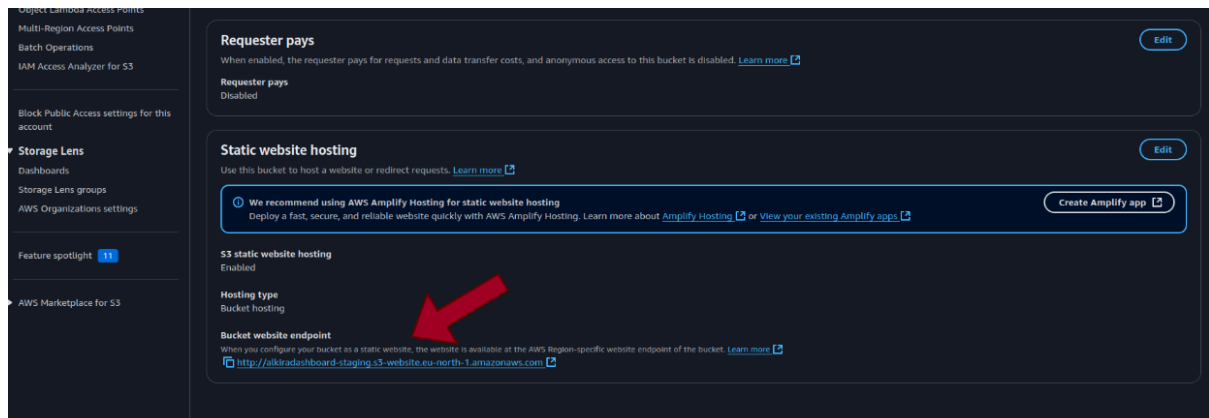 Object Lambda Access Points
Multi-Region Access Points
Batch Operations
IAM Access Analyzer for S3
Block Public Access settings for this
account
Storage Lens
Dashboards
Storage Lens groups
AWS Organizations settings
Feature spotlight 11
AWS Marketplace for S3
Requester pays
Edit
When enabled, the requester pays for requests and data transfer costs, and anonymous access to this bucket is disabled. Learn more
Requester pays
Disabled
Static website hosting
Edit
Use this bucket to host a website or redirect requests. Learn more
We recommend using AWS Amplify Hosting for static website hosting
Deploy a fast, secure, and reliable website quickly with AWS Amplify Hosting. Learn more about Amplify Hosting or View your existing Amplify apps
Create Amplify app
S3 static website hosting
Enabled
Hosting type
Bucket hosting
Bucket website endpoint
When you configure your bucket as a static website, the website is available at the AWS Region-specific website endpoint of the bucket. Learn more
http://alkiradashboard-staging.s3-website.eu-north-1.amazonaws.com